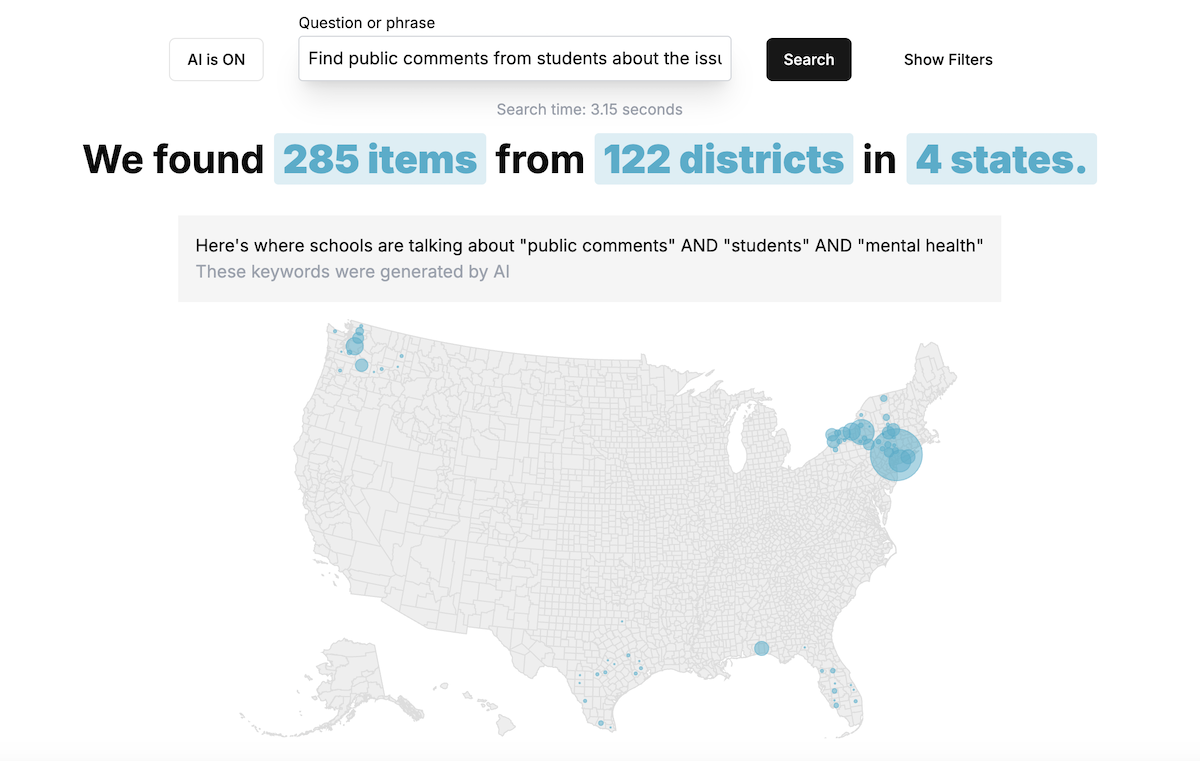 Question or phrase
AI is ON
Find public comments from students about the issu
Search
Show Filters
Search time: 3.15 seconds
We found 285 items from 122 districts in 4 states.
Here's where schools are talking about "public comments" AND "students" AND "mental health"
These keywords were generated by AI